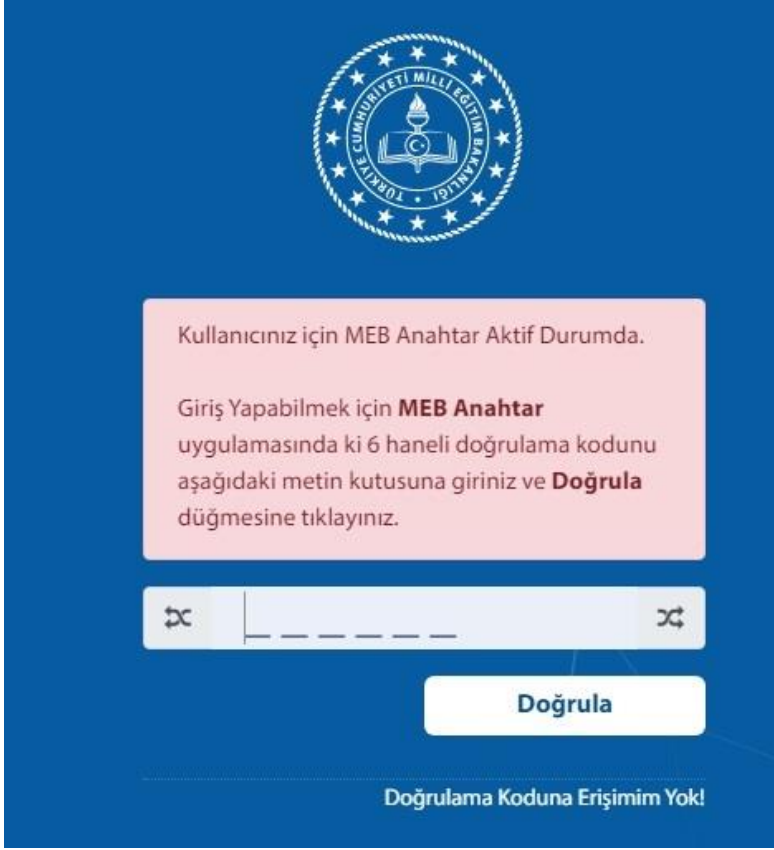 TÜRKİYE CUMHURİYETİ MİLLÎ EĞİTİM BAKANLIĞI
Kullanıcınız için MEB Anahtar Aktif Durumda.
Giriş Yapabilmek için MEB Anahtar
uygulamasında ki 6 haneli doğrulama kodunu
aşağıdaki metin kutusuna giriniz ve Doğrula
düğmesine tıklayınız.
Doğrula
Doğrulama Koduna Erişimim Yok!